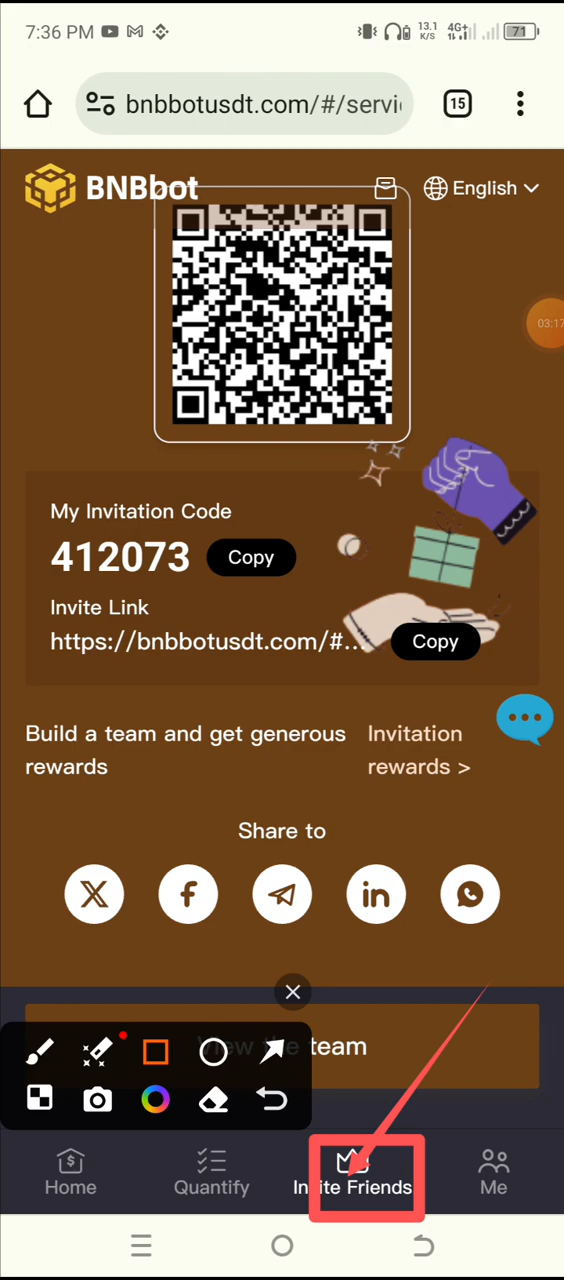 7:36 PM
13.1
K/S
4G+
71
bnbbotusdt.com/#/servi
15
BNBbot
English
03:17
My Invitation Code
412073
Copy
Invite Link
https://bnbbotusdt.com/#...
Copy
Build a team and get generous
rewards
Invitation
rewards >
Share to
View the team
Home
Quantify
Invite Friends
Me